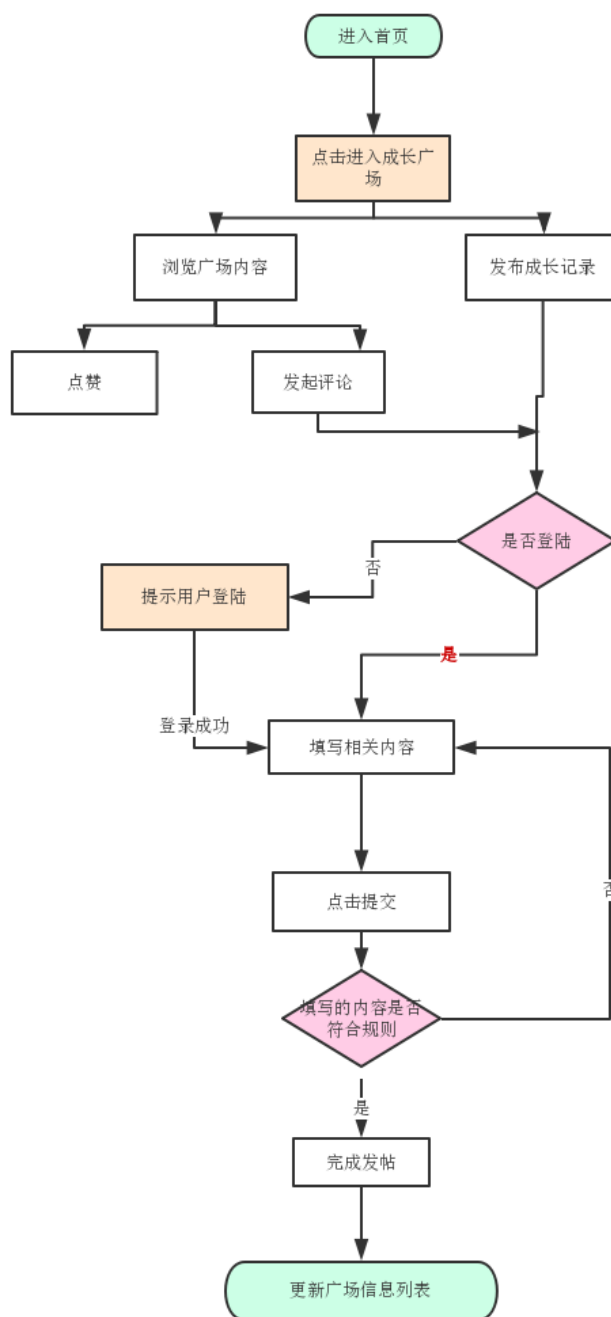 进入首页
点击进入成长广
场
浏览广场内容
发布成长记录
点赞
发起评论
是否登陆
否
提示用户登陆
是
登录成功
填写相关内容
点击提交
否
填写的内容是否
符合规则
是
完成发帖
更新广场信息列表